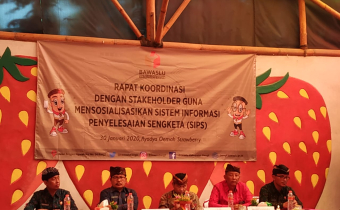 BAWASLU
RAPAT KOORDINASI
DENGAN STAKEHOLDER GUNA
MENSOSIALISASIKAN SISTEM INFORMASI
PENYELESAIAN SENGKETA (SIPS)